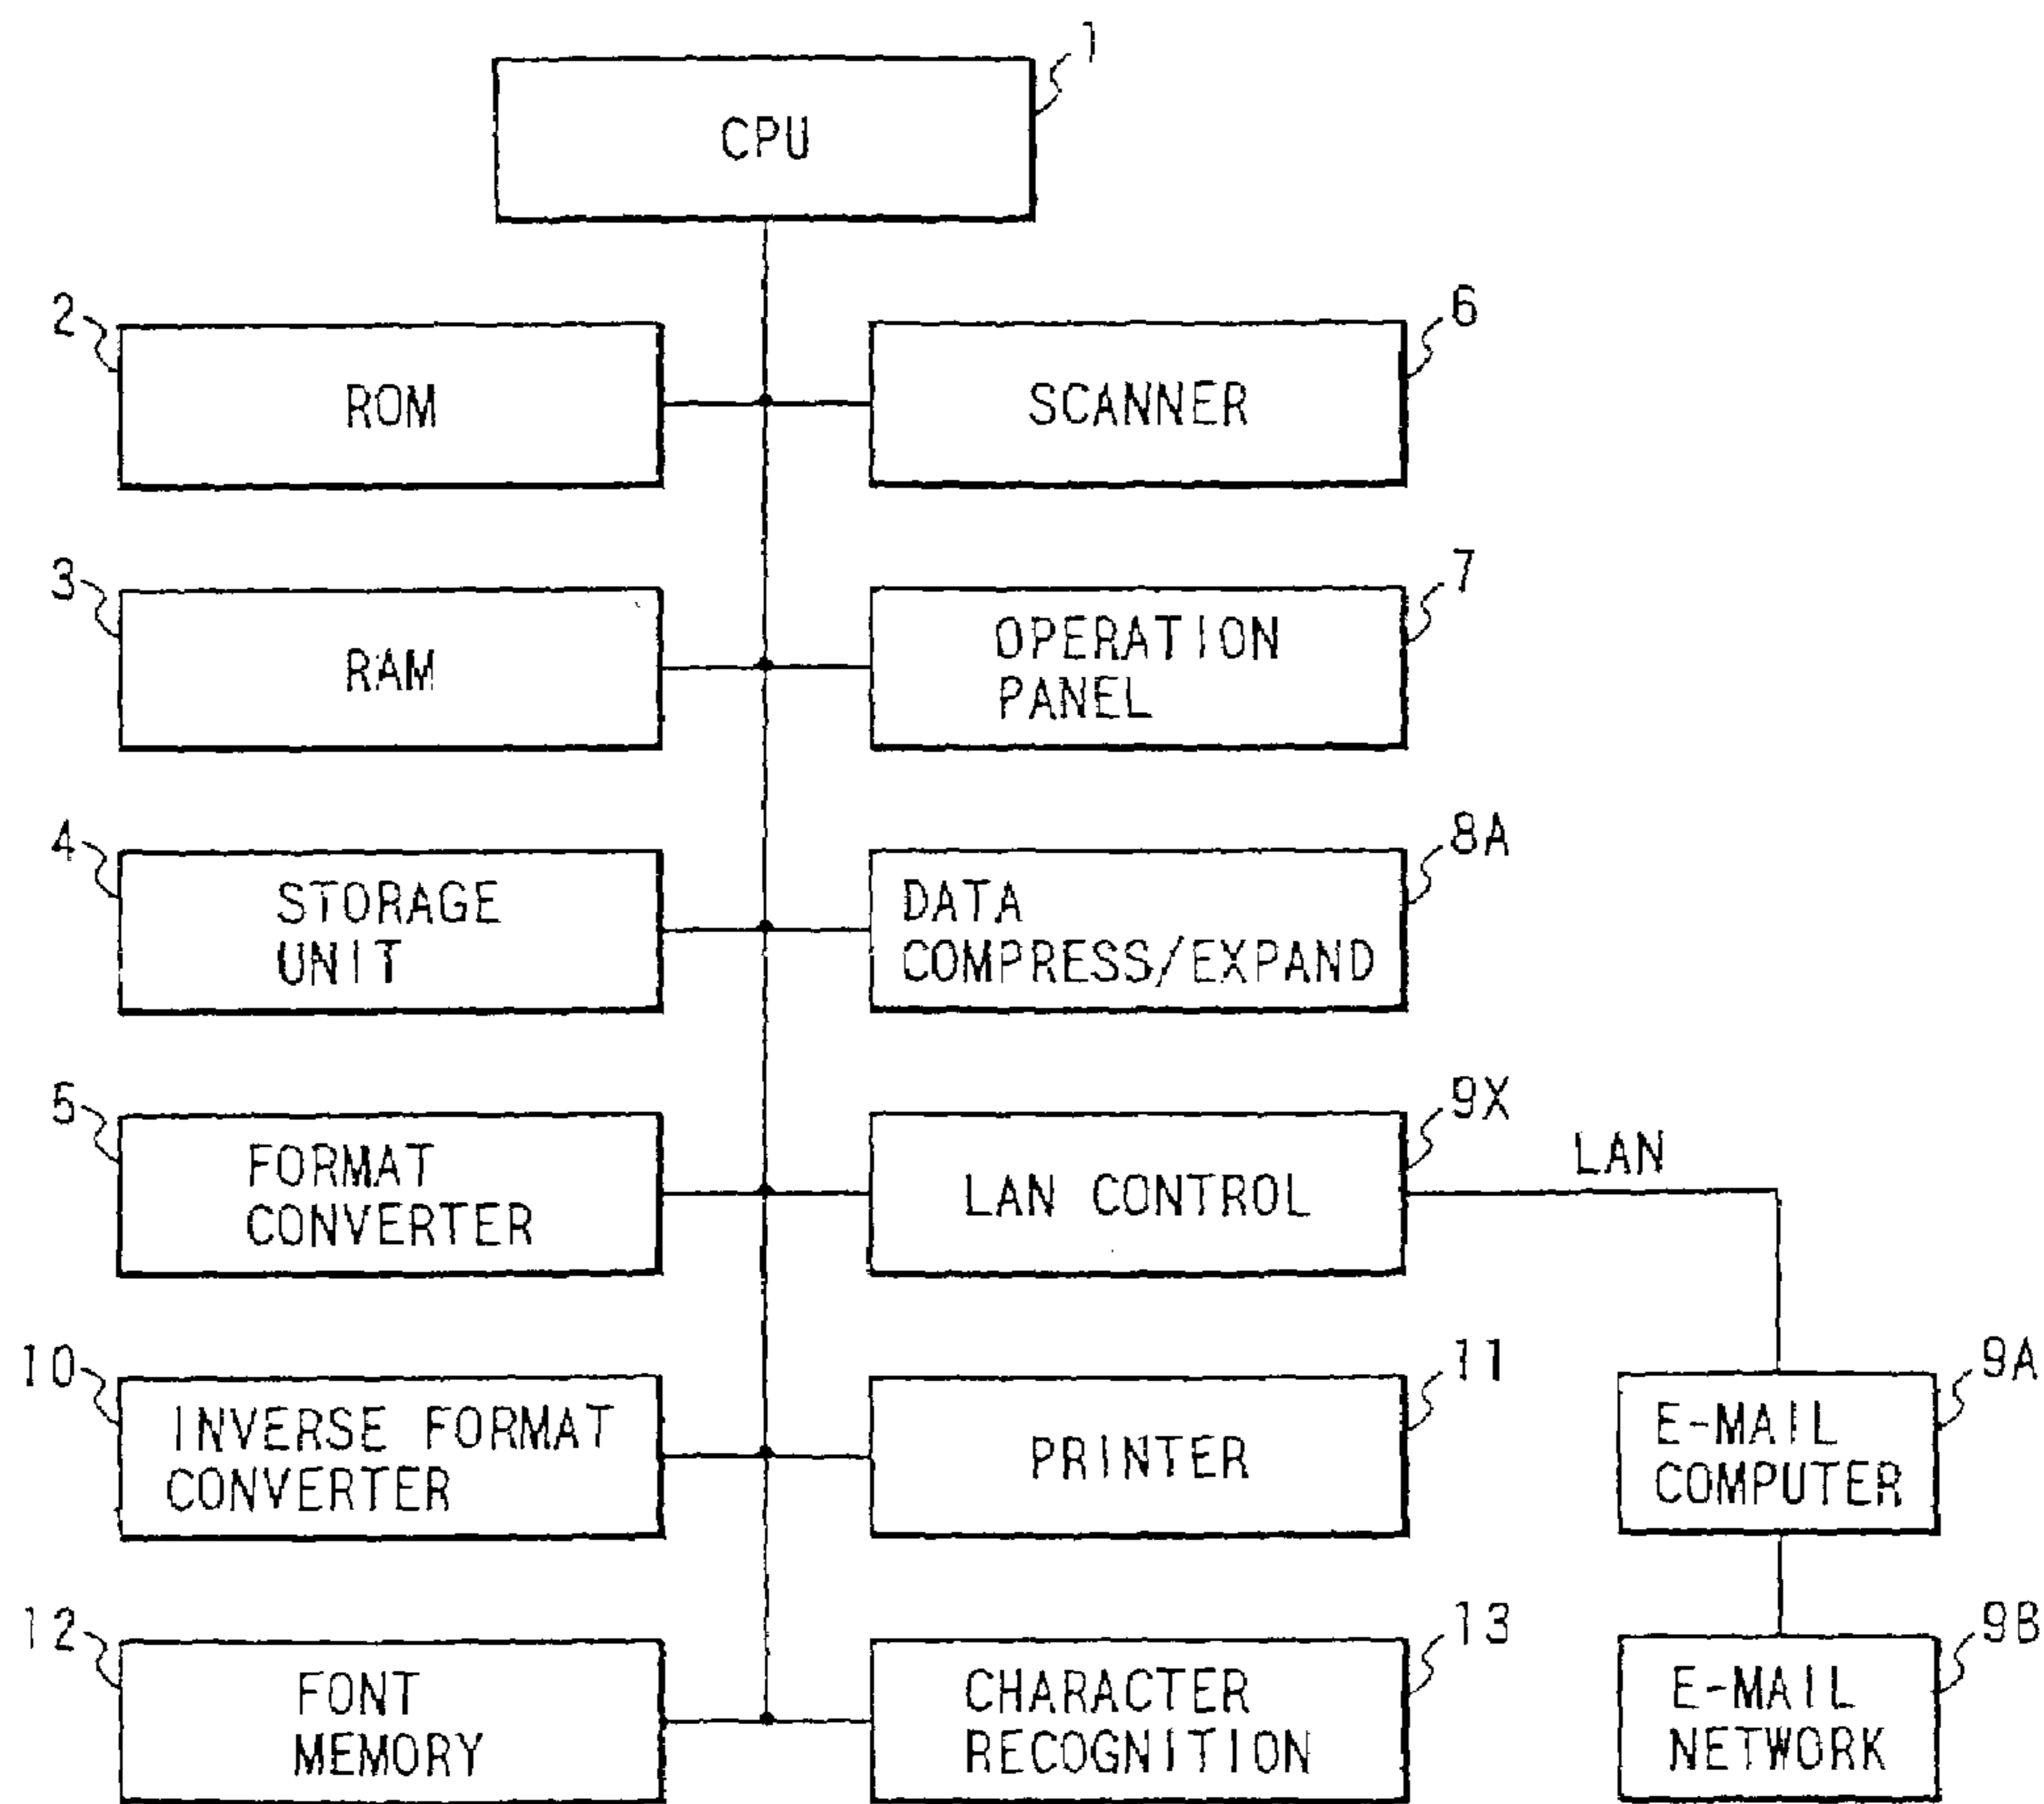 1
CPU
2
ROM
6
SCANNER
3
RAM
7
OPERATION
PANEL
4
STORAGE
UNIT
8A
DATA
COMPRESS/EXPAND
5
FORMAT
CONVERTER
9X
LAN CONTROL
LAN
10
INVERSE FORMAT
CONVERTER
11
PRINTER
9A
E-MAIL
COMPUTER
12
FONT
MEMORY
13
CHARACTER
RECOGNITION
9B
E-MAIL
NETWORK